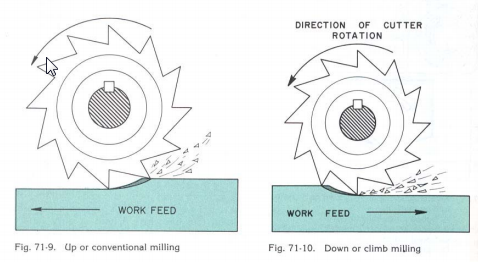 DIRECTION OF CUTTER
ROTATION
WORK FEED
WORK FEED
Fig. 71-9. Up or conventional milling
Fig. 71-10. Down or climb milling